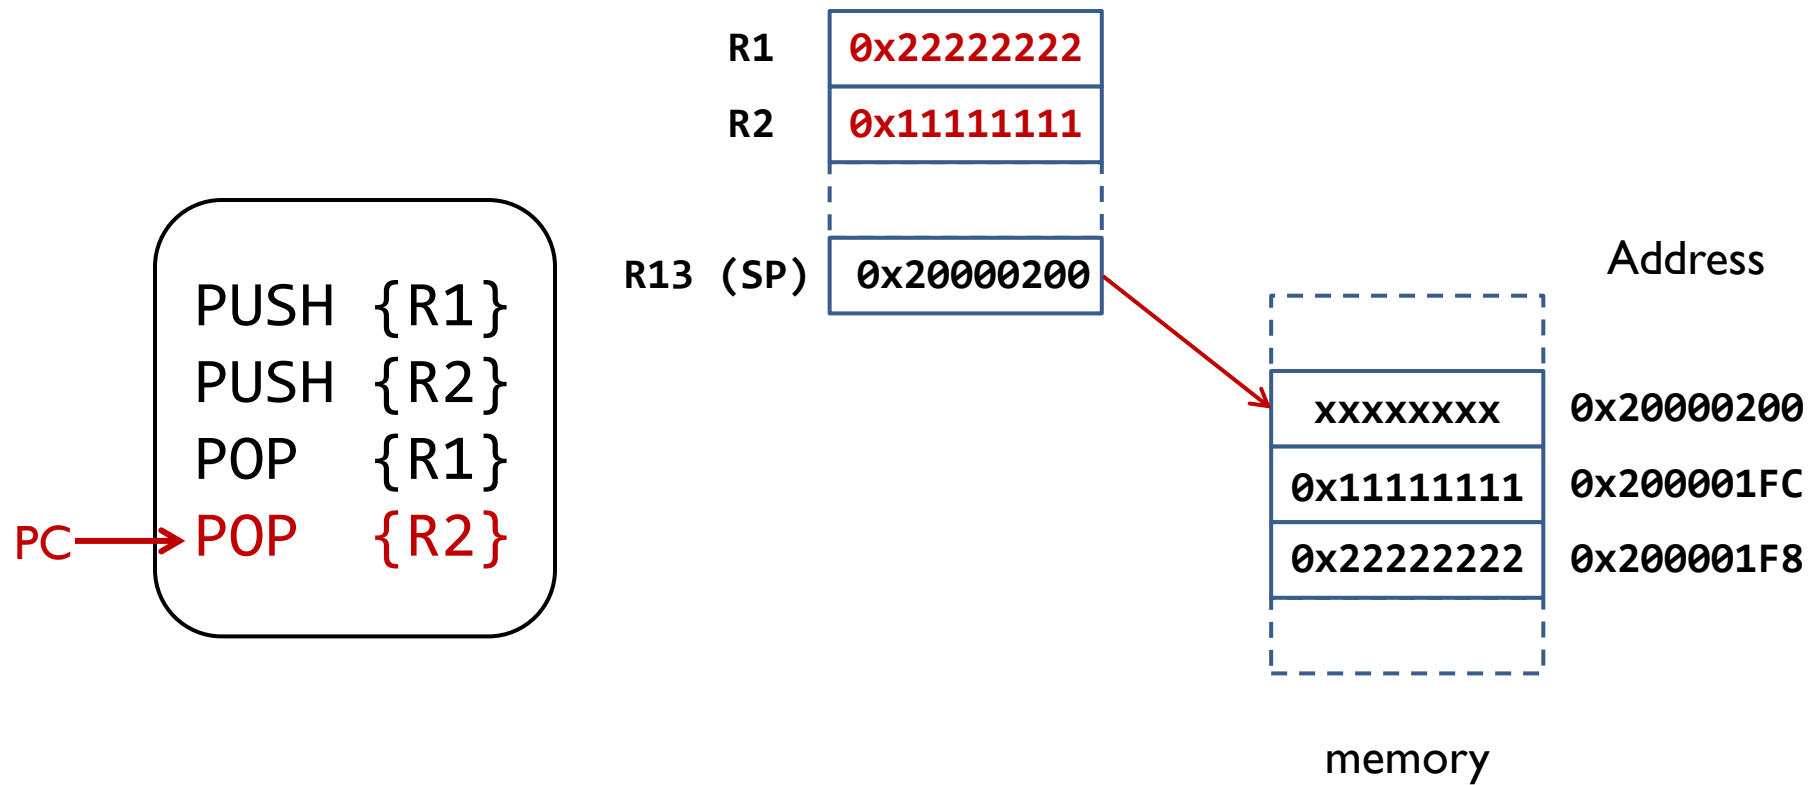 R1 0x22222222
R2 0x11111111
R13 (SP) 0x20000200
PUSH {R1}
PUSH {R2}
POP {R1}
PC POP {R2}
Address
xxxxxxxx 0x20000200
0x11111111 0x200001FC
0x22222222 0x200001F8
memory